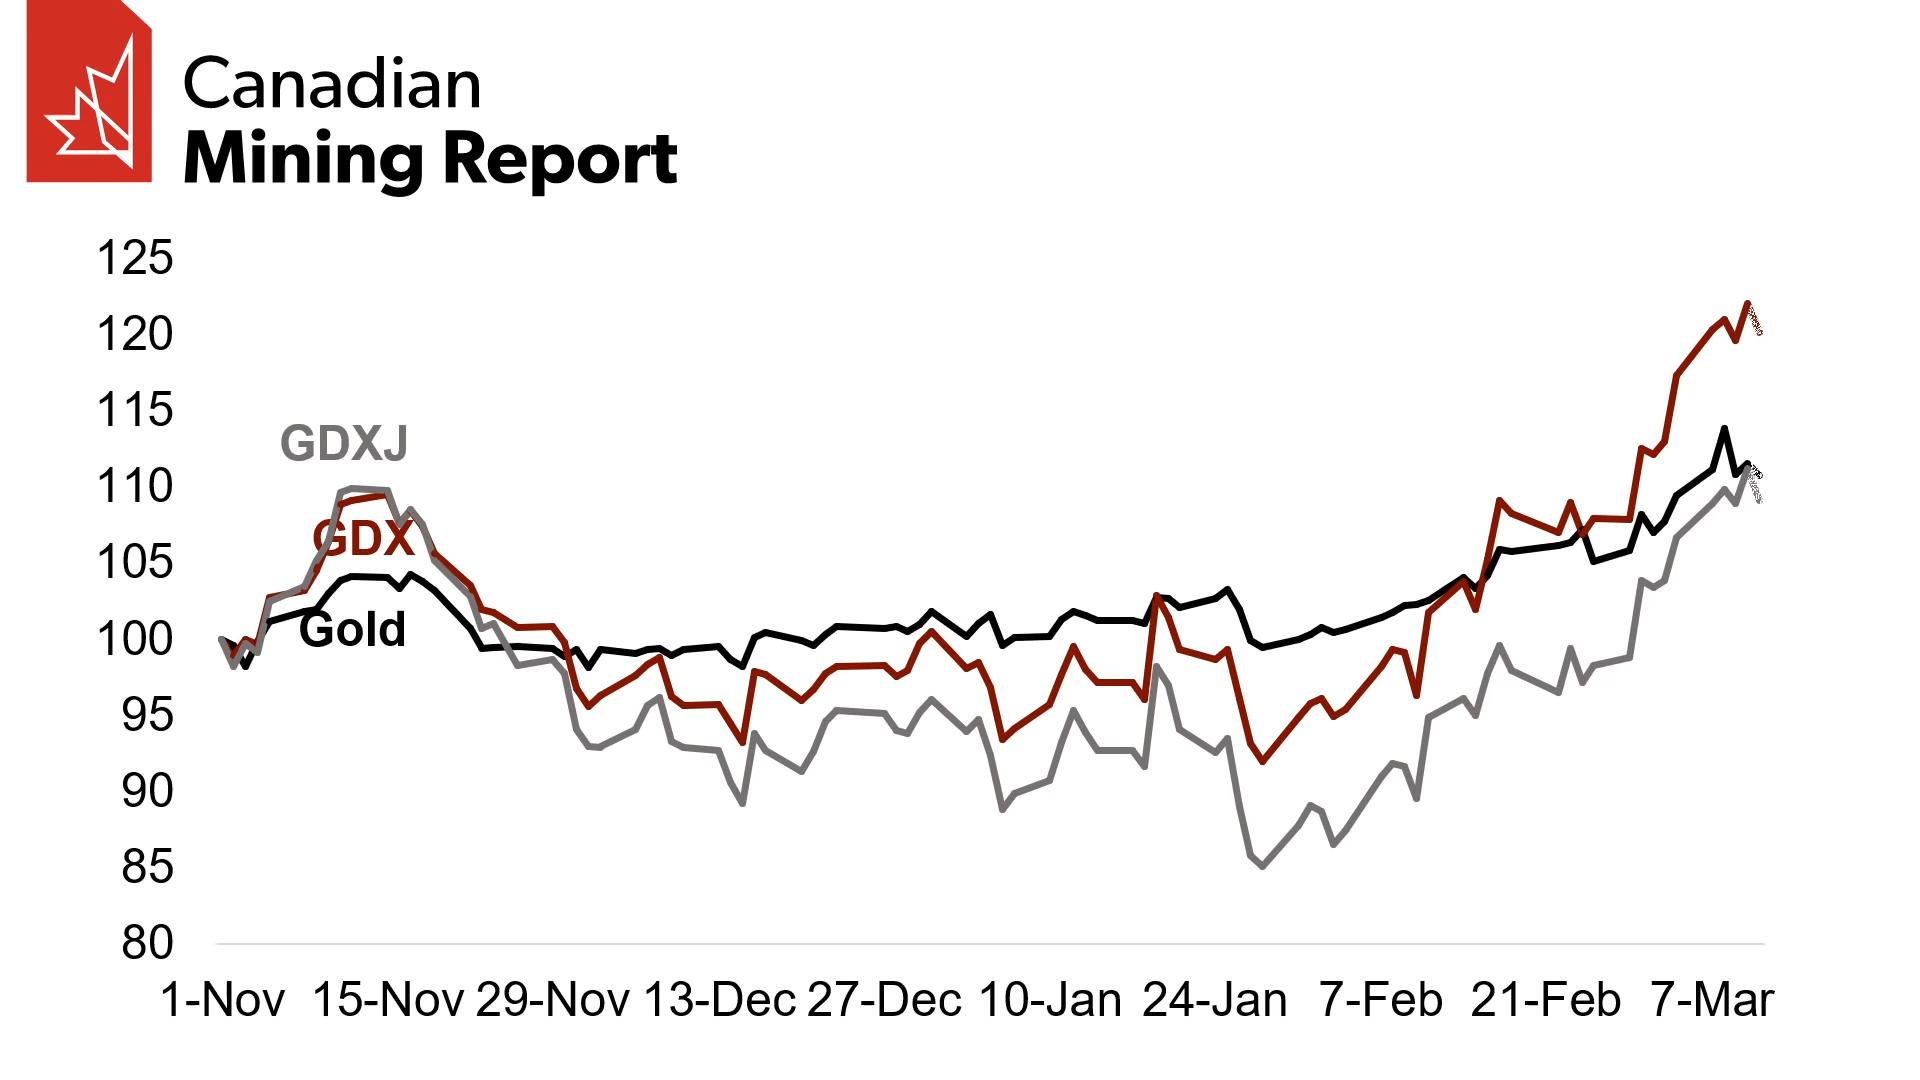 Canadian
Mining Report
125
120
115
110
105
100
95
90
85
80
GDXJ
GDX
Gold
1-Nov 15-Nov 29-Nov 13-Dec 27-Dec 10-Jan 24-Jan 7-Feb 21-Feb 7-Mar